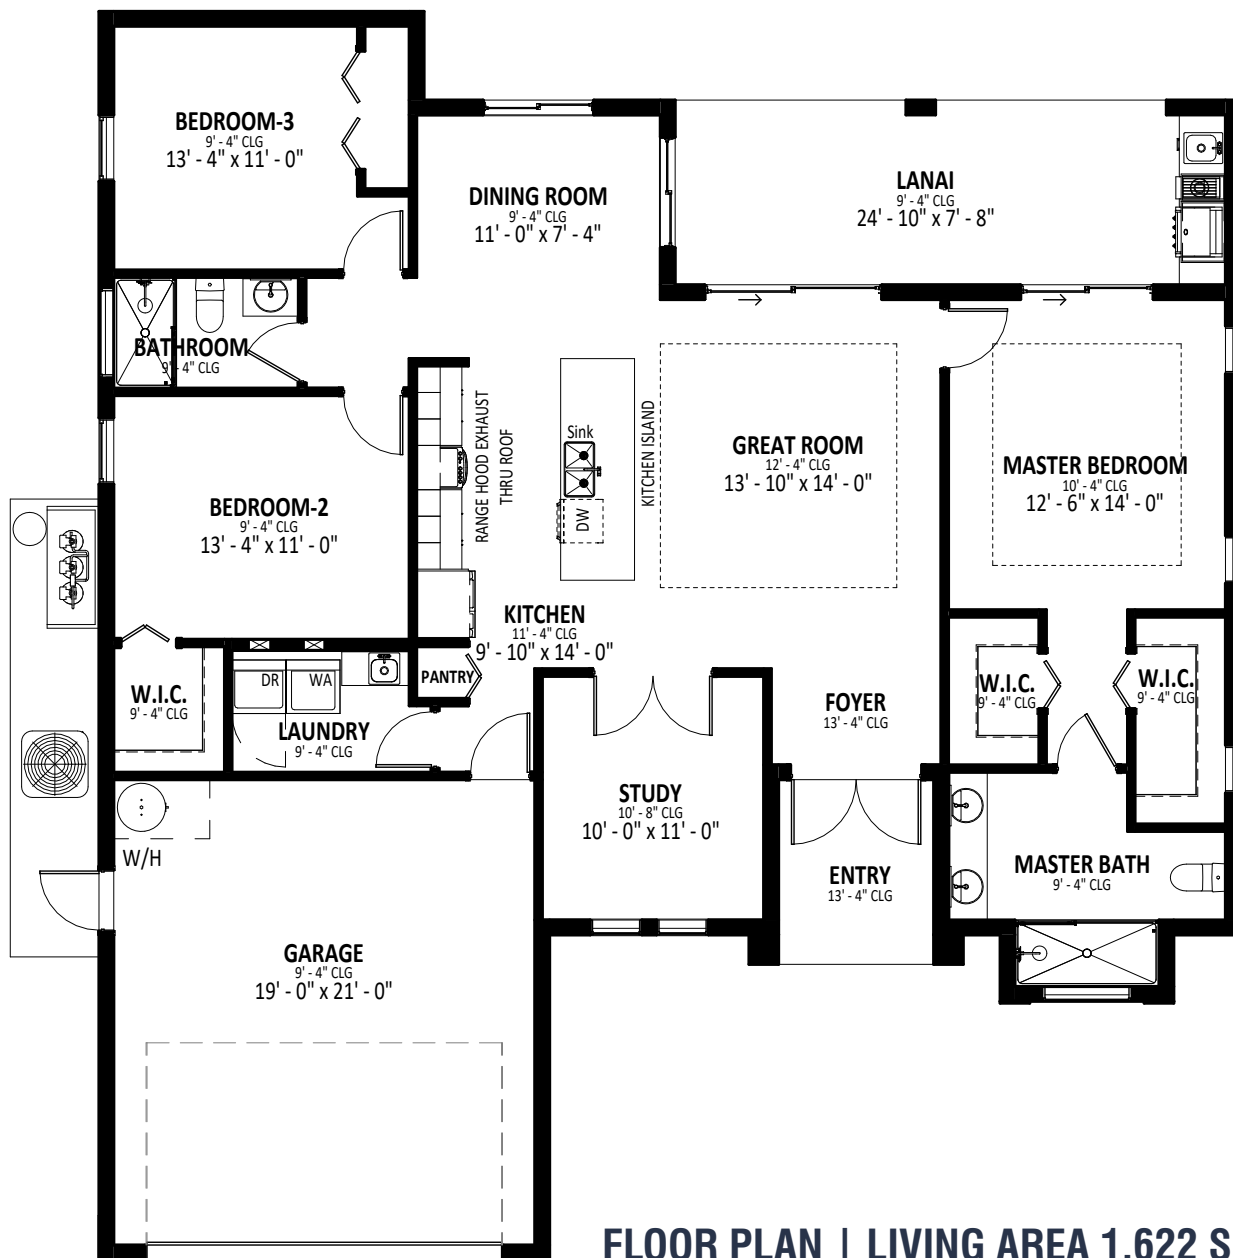 BEDROOM-3
9' - 4" CLG
13' - 4" x 11' - 0"
DINING ROOM
9' - 4" CLG
11' - 0" x 7' - 4"
LANAI
9' - 4" CLG
24' - 10" x 7' - 8"
BATHROOM
9' - 4" CLG
BEDROOM-2
9' - 4" CLG
13' - 4" x 11' - 0"
RANGE HOOD EXHAUST
THRU ROOF
Sink
DW
KITCHEN ISLAND
GREAT ROOM
12' - 4" CLG
13' - 10" x 14' - 0"
MASTER BEDROOM
10' - 4" CLG
12' - 6" x 14' - 0"
KITCHEN
11' - 4" CLG
9' - 10" x 14' - 0"
PANTRY
W.I.C.
9' - 4" CLG
DR
WA
LAUNDRY
9' - 4" CLG
FOYER
13' - 4" CLG
W.I.C.
9' - 4" CLG
W.I.C.
9' - 4" CLG
STUDY
10' - 8" CLG
10' - 0" x 11' - 0"
W/H
ENTRY
13' - 4" CLG
MASTER BATH
9' - 4" CLG
GARAGE
9' - 4" CLG
19' - 0" x 21' - 0"
FLOOR PLAN | LIVING AREA 1,622 S